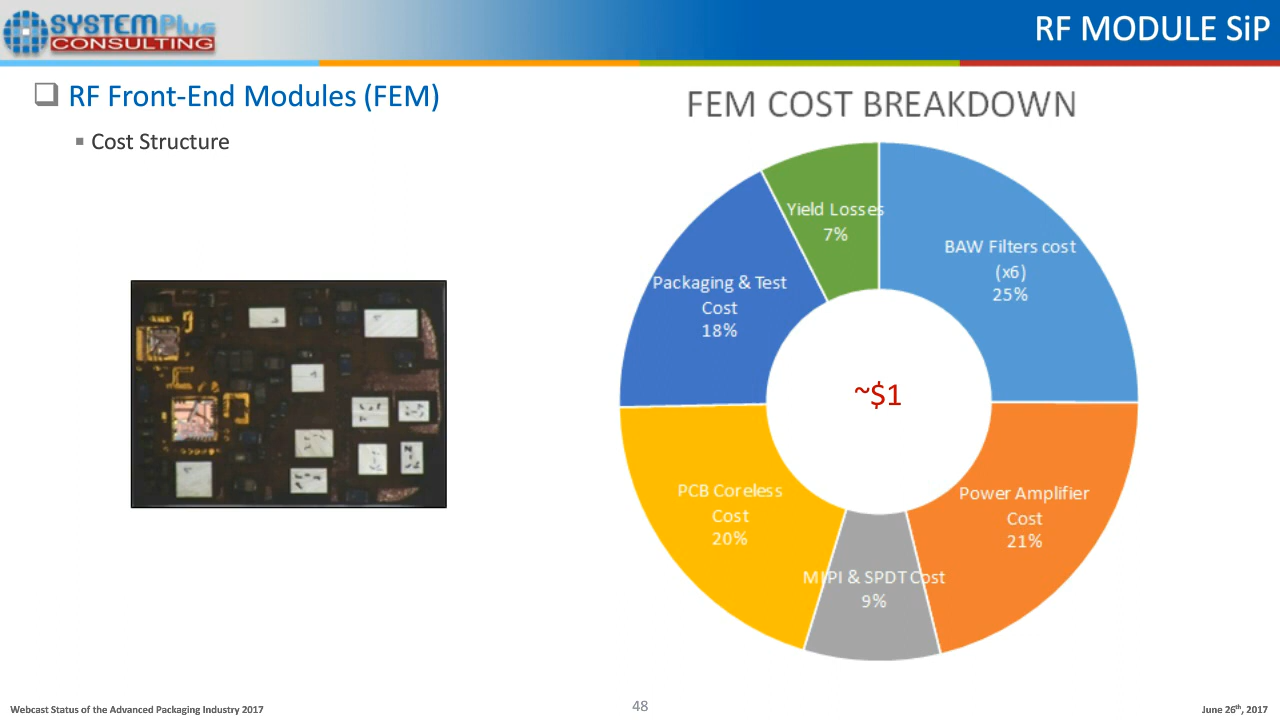 SYSTEMPlus
CONSULTING
RF MODULE SiP
RF Front-End Modules (FEM)
Cost Structure
FEM COST BREAKDOWN
Yield Losses
7%
BAW Filters cost
(x6)
25%
Packaging & Test
Cost
18%
~$1
PCB Coreless
Cost
20%
Power Amplifier
Cost
21%
MIPI & SPDT Cost
9%
Webcast Status of the Advanced Packaging Industry 2017
48
June 26th, 2017